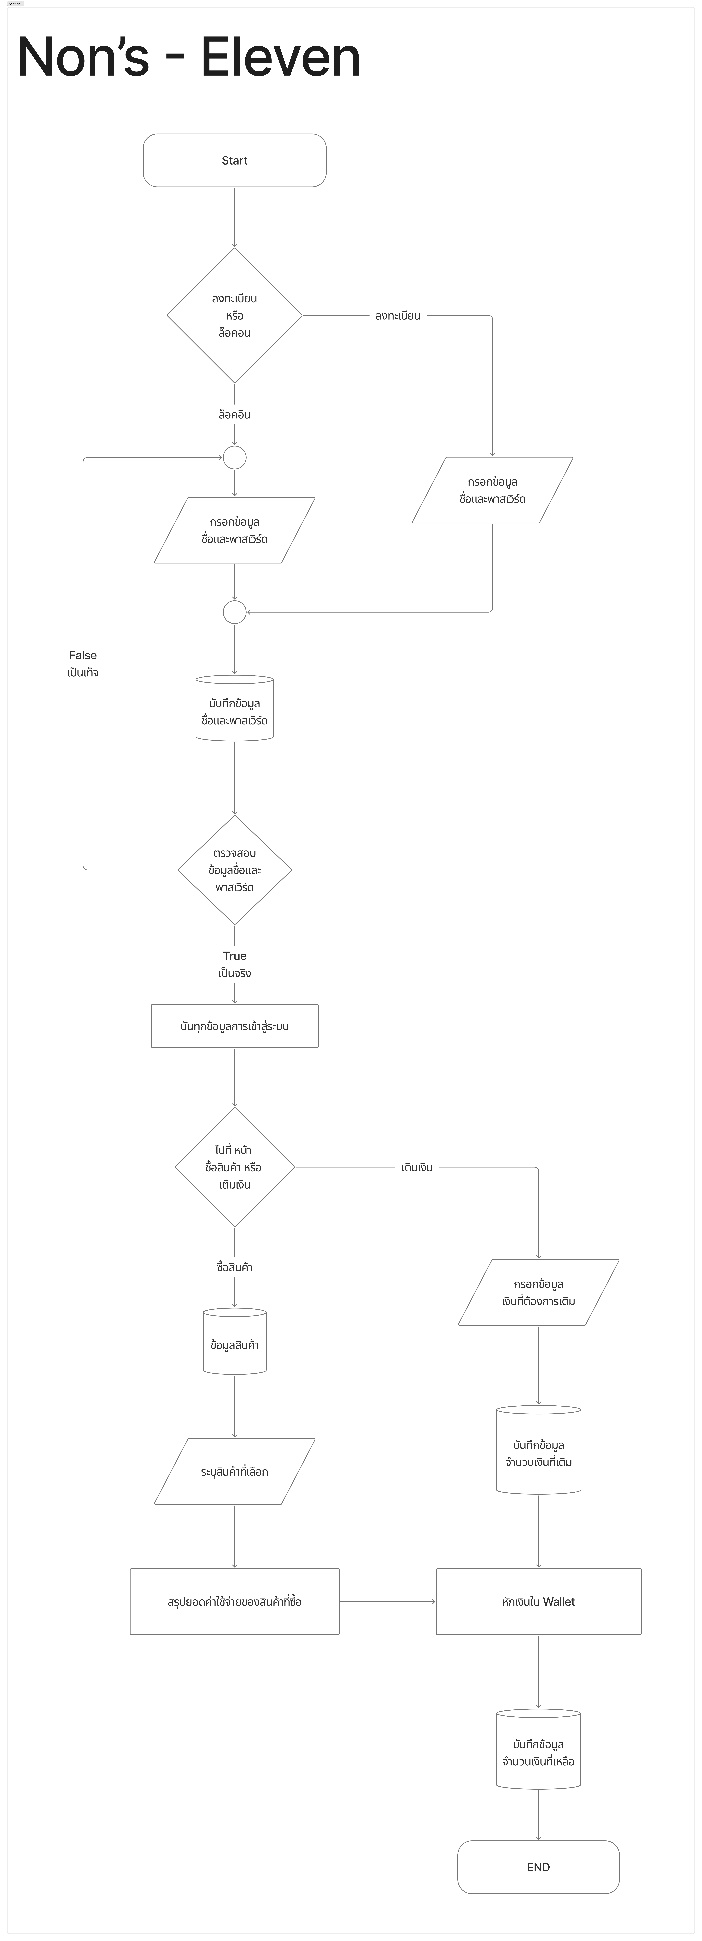 Non's - Eleven
Start
ลงทะเบียน
หรือ
ล็อคอน
ลงทะเบียน
ล็อคอิน
กรอกข้อมูล
ชื่อและพาสเวิร์ด
กรอกข้อมูล
ชื่อและพาสเวิร์ด
False
เป็นเท้จ
บันทึกข้อมูล
ชื่อและพาสเวิร์ด
ตรวจสอบ
ข้อมูลชื่อและ
พาสเวิร์ด
True
เป็นจริง
บันทุกข้อมูลการเข้าสู่ระบบ
ไปที่ หน้า
ซื้อสินค้า หรือ
เติมเงิน
เติมเงิน
ซื้อสินค้า
กรอกข้อมูล
เงินที่ต้องการเติม
ข้อมูลสินค้า
บันทึกข้อมูล
จำนวนเงินที่เติม
ระบุสินค้าที่เลือก
สรุปยอดค่าใช้จ่ายของสินค้าที่ซื้อ
หักเงินใน Wallet
บันทึกข้อมูล
จำนวนเงินที่เหลือ
END